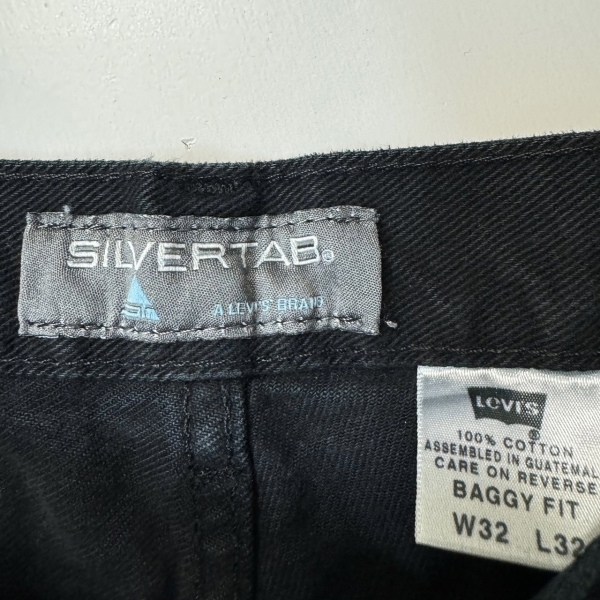 SILVERTAB®
ST
A LEVI'S BRAND
LEVI'S
®
100% COTTON
ASSEMBLED IN GUATEMAL
CARE ON REVERSE
BAGGY FIT
W32 L32